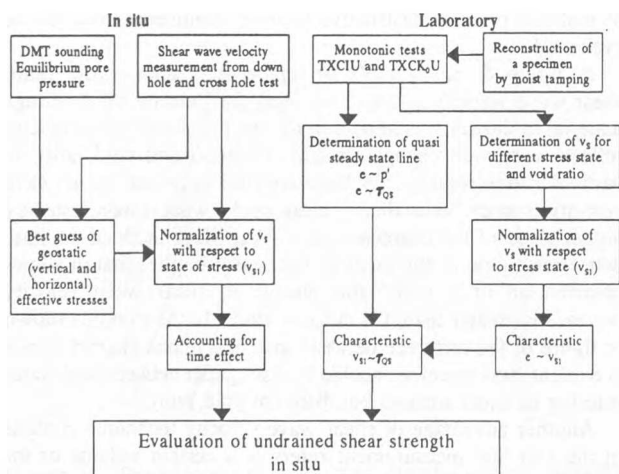 In situ
Laboratory
DMT sounding
Equilibrium pore
pressure
Shear wave velocity
measurement from down
hole and cross hole test
Monotonic tests
TXCIU and TXCK₀U
Reconstruction of
a specimen
by moist tamping
Determination of quasi
steady state line
e ~ p'
e ~ τQS
Determination of vS for
different stress state
and void ratio
Best guess of
geostatic
(vertical and
horizontal)
effective stresses
Normalization of vS
with respect to
state of stress (vS1)
Normalization of
vS with respect
to stress state (vS1)
Accounting for
time effect
Characteristic
vS1~τQS
Characteristic
e ~ vS1
Evaluation of undrained shear strength
in situ